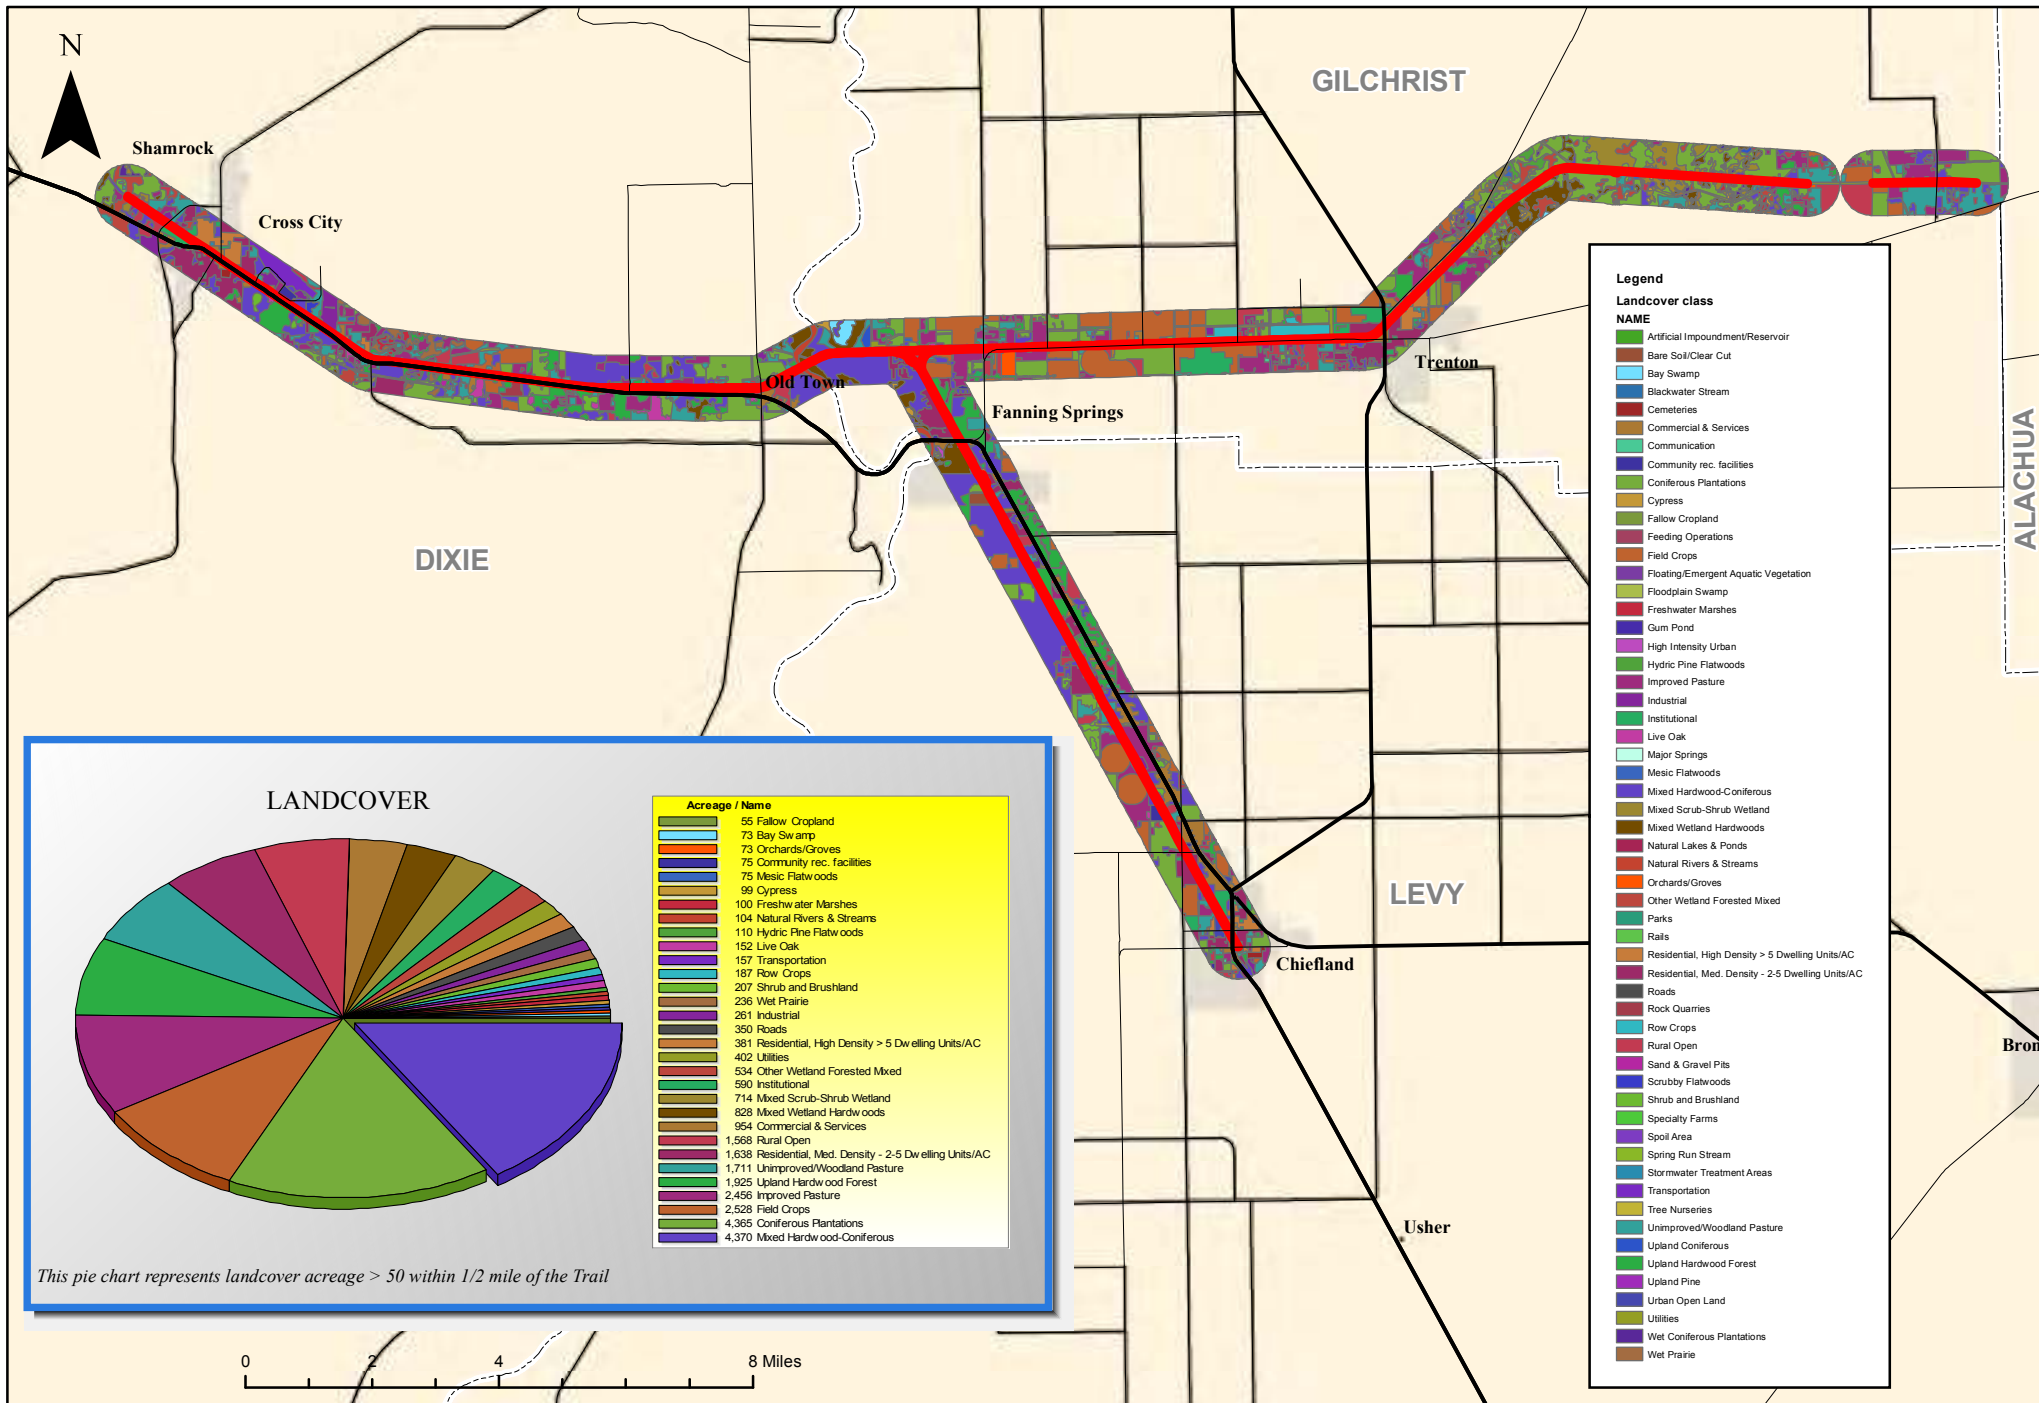 N
GILCHRIST
Shamrock
Cross City
Old Town
Trenton
Fanning Springs
DIXIE
ALACHUA
LEVY
Chiefland
Usher
Legend
Landcover class
NAME
Artificial Impoundment/Reservoir
Bare Soil/Clear Cut
Bay Swamp
Blackwater Stream
Cemeteries
Commercial & Services
Communication
Community rec. facilities
Coniferous Plantations
Cypress
Fallow Cropland
Feeding Operations
Field Crops
Floating/Emergent Aquatic Vegetation
Floodplain Swamp
Freshwater Marshes
Gum Pond
High Intensity Urban
Hydric Pine Flatwoods
Improved Pasture
Industrial
Institutional
Live Oak
Major Springs
Mesic Flatwoods
Mixed Hardwood-Coniferous
Mixed Scrub-Shrub Wetland
Mixed Wetland Hardwoods
Natural Lakes & Ponds
Natural Rivers & Streams
Orchards/Groves
Other Wetland Forested Mixed
Parks
Rails
Residential, High Density > 5 Dwelling Units/AC
Residential, Med. Density - 2-5 Dwelling Units/AC
Roads
Rock Quarries
Row Crops
Rural Open
Sand & Gravel Pits
Scrubby Flatwoods
Shrub and Brushland
Specialty Farms
Spoil Area
Spring Run Stream
Stormwater Treatment Areas
Transportation
Tree Nurseries
Unimproved/Woodland Pasture
Upland Coniferous
Upland Hardwood Forest
Upland Pine
Urban Open Land
Utilities
Wet Coniferous Plantations
Wet Prairie
Bron
LANDCOVER
Acreage / Name
55 Fallow Cropland
73 Bay Swamp
73 Orchards/Groves
75 Community rec. facilities
75 Mesic Flatwoods
99 Cypress
100 Freshwater Marshes
104 Natural Rivers & Streams
110 Hydric Pine Flatwoods
152 Live Oak
157 Transportation
187 Row Crops
207 Shrub and Brushland
236 Wet Prairie
261 Industrial
350 Roads
381 Residential, High Density > 5 Dwelling Units/AC
402 Utilities
534 Other Wetland Forested Mixed
590 Institutional
714 Mixed Scrub-Shrub Wetland
828 Mixed Wetland Hardwoods
954 Commercial & Services
1,568 Rural Open
1,638 Residential, Med. Density - 2-5 Dwelling Units/AC
1,711 Unimproved/Woodland Pasture
1,925 Upland Hardwood Forest
2,456 Improved Pasture
2,528 Field Crops
4,365 Coniferous Plantations
4,370 Mixed Hardwood-Coniferous
This pie chart represents landcover acreage > 50 within 1/2 mile of the Trail
0 2 4 8 Miles